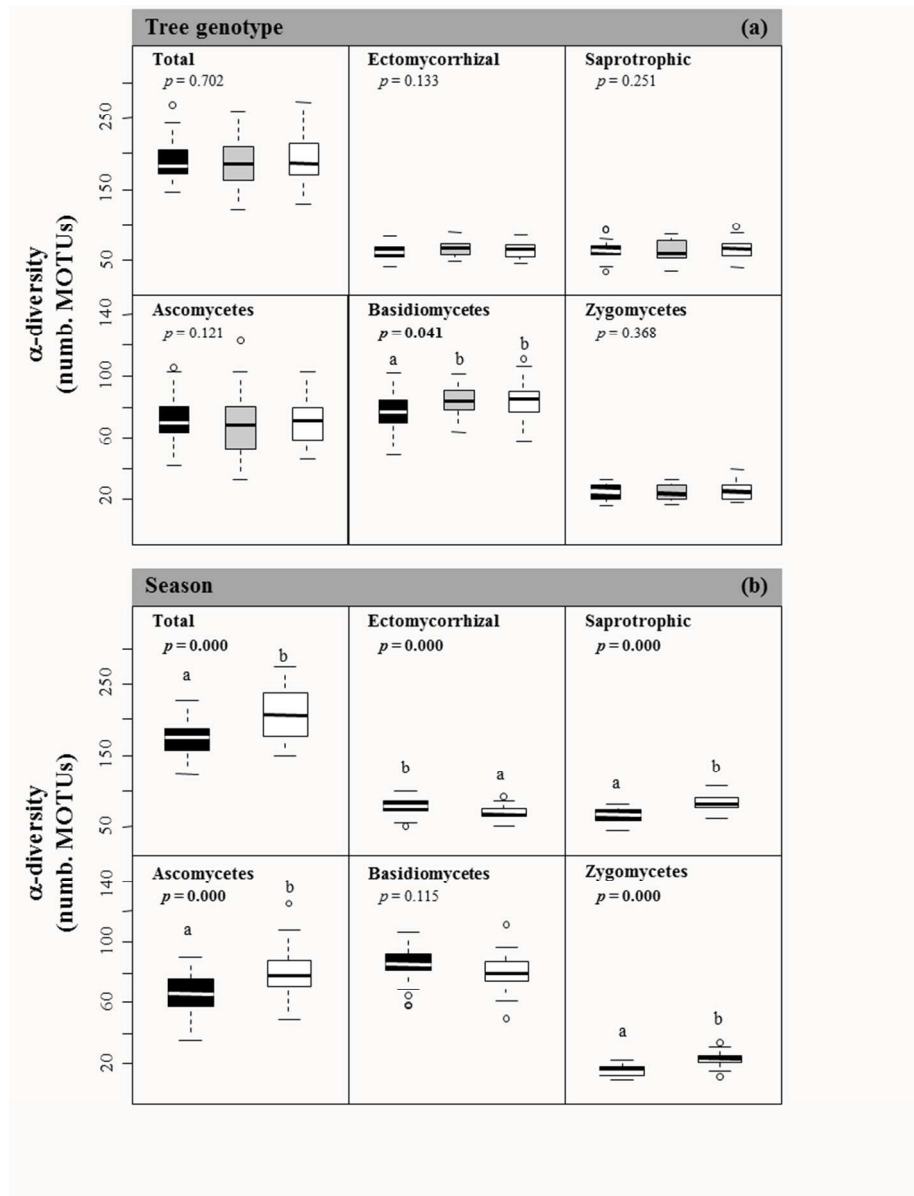 Tree genotype (a)
Total Ectomycorrhizal Saprotrophic
p = 0.702 p = 0.133 p = 0.251
250
150
50
Ascomycetes Basidiomycetes Zygomycetes
p = 0.121 p = 0.041 p = 0.368
a b b
140
100
60
20
α-diversity
(numb. MOTUs)
Season (b)
Total Ectomycorrhizal Saprotrophic
p = 0.000 p = 0.000 p = 0.000
a b b a a b
250
150
50
Ascomycetes Basidiomycetes Zygomycetes
p = 0.000 p = 0.115 p = 0.000
a b a b
140
100
60
20
α-diversity
(numb. MOTUs)